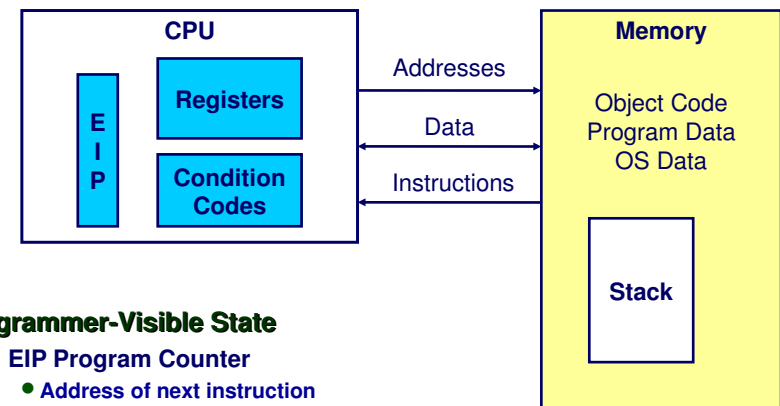 CPU
E
I
P
Registers
Condition
Codes
Addresses
Data
Instructions
Memory
Object Code
Program Data
OS Data
Stack
grammer-Visible State
EIP Program Counter
• Address of next instruction